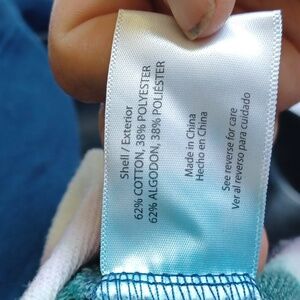 Shell / Exterior
62% COTTON, 38% POLYESTER
62% ALGODON, 38% POLIÉSTER
Made in China
Hecho en China
See reverse for care
Ver al reverso para cuidado